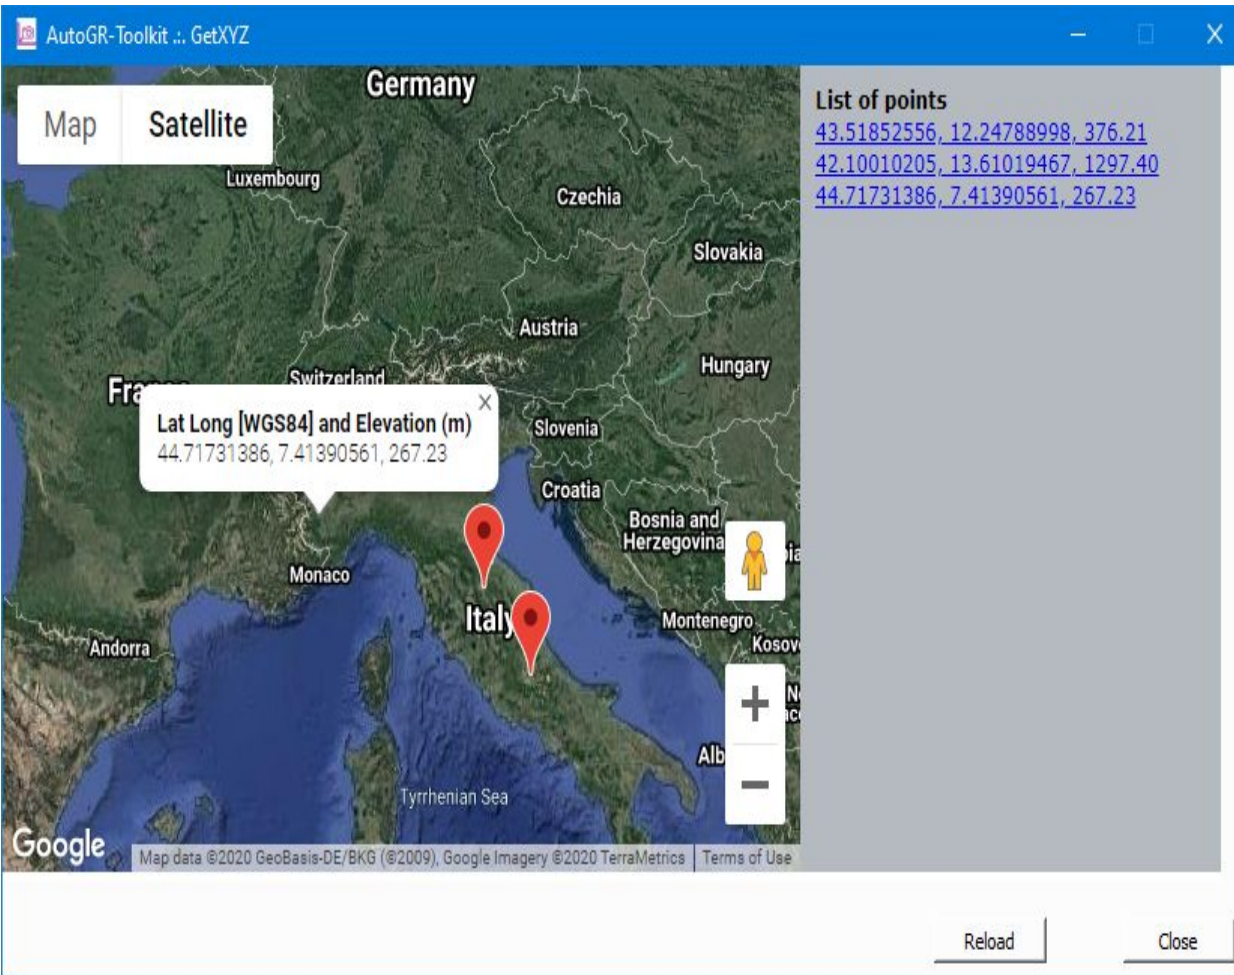 AutoGR-Toolkit .:. GetXYZ
Map
Satellite
Germany
Luxembourg
Czechia
Slovakia
Austria
Hungary
Switzerland
Lat Long [WGS84] and Elevation (m)
44.71731386, 7.41390561, 267.23
Slovenia
Croatia
Bosnia and
Herzegovina
Monaco
Italy
Montenegro
Andorra
Tyrrhenian Sea
Google
Map data ©2020 GeoBasis-DE/BKG (©2009), Google Imagery ©2020 TerraMetrics
Terms of Use
List of points
43.51852556, 12.24788998, 376.21
42.10010205, 13.61019467, 1297.40
44.71731386, 7.41390561, 267.23
Reload
Close